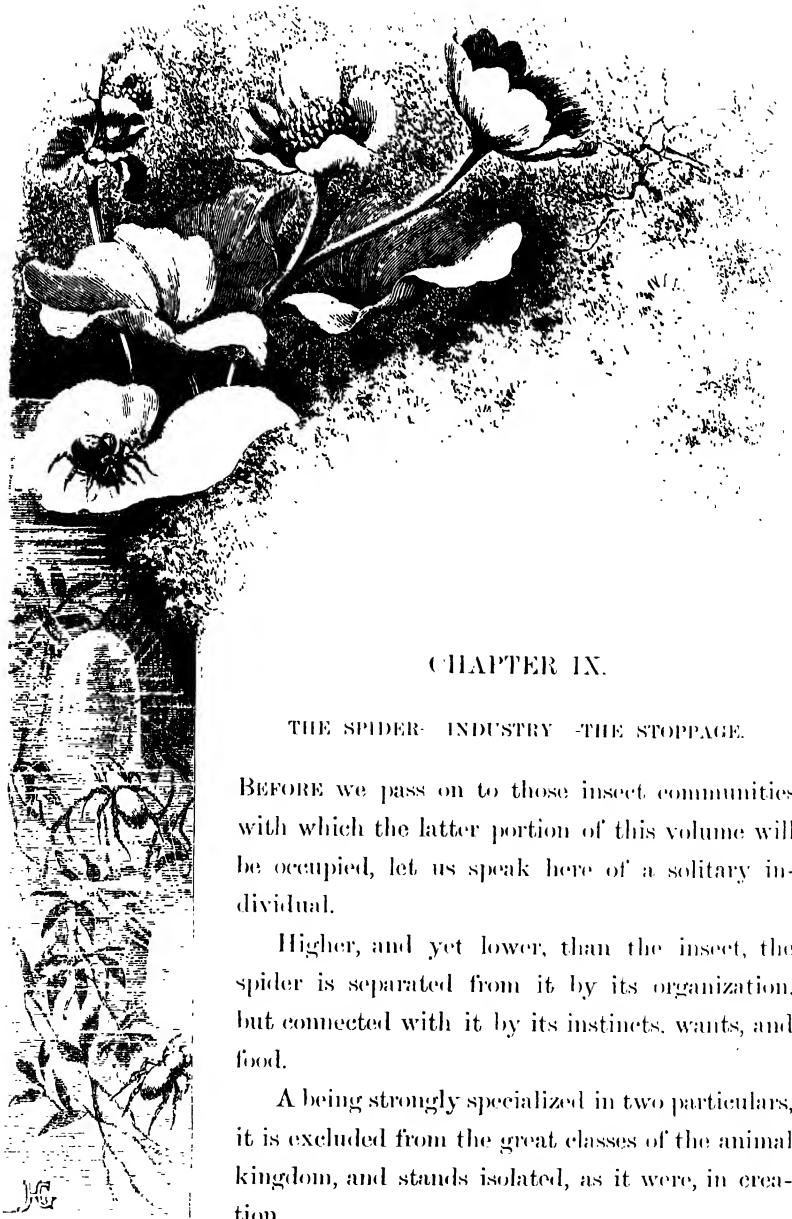 CHAPTER IX.
THE SPIDER- INDUSTRY -THE STOPPAGE.
BEFORE we pass on to those insect communities
with which the latter portion of this volume will
be occupied, let us speak here of a solitary in-
dividual.
Higher, and yet lower, than the insect, the
spider is separated from it by its organization,
but connected with it by its instincts, wants, and
food.
A being strongly specialized in two particulars,
it is excluded from the great classes of the animal
kingdom, and stands isolated, as it were, in crea-
tion.